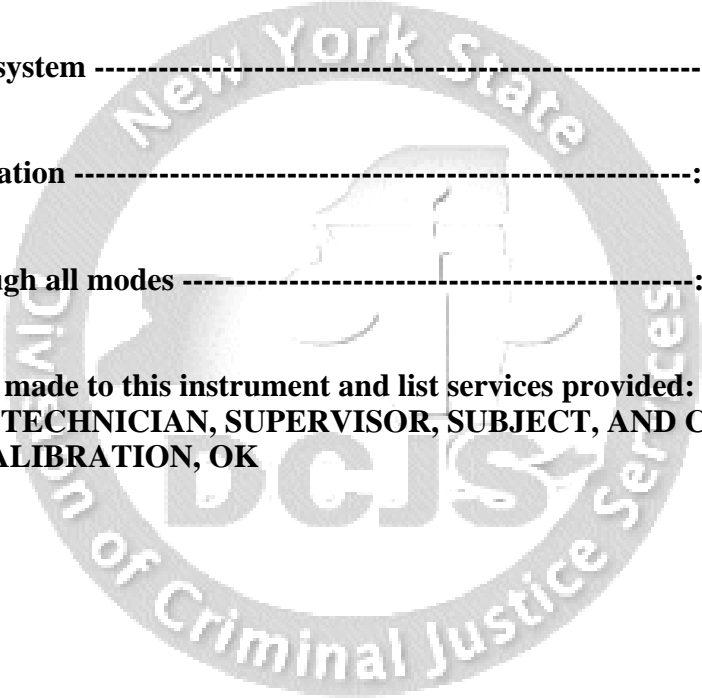 New York State
system ---------------------------------------------------------
ation ----------------------------------------------------------:
ugh all modes ------------------------------------------------:
made to this instrument and list services provided:
TECHNICIAN, SUPERVISOR, SUBJECT, AND C
ALIBRATION, OK
DCJS
Division of Criminal Justice Services